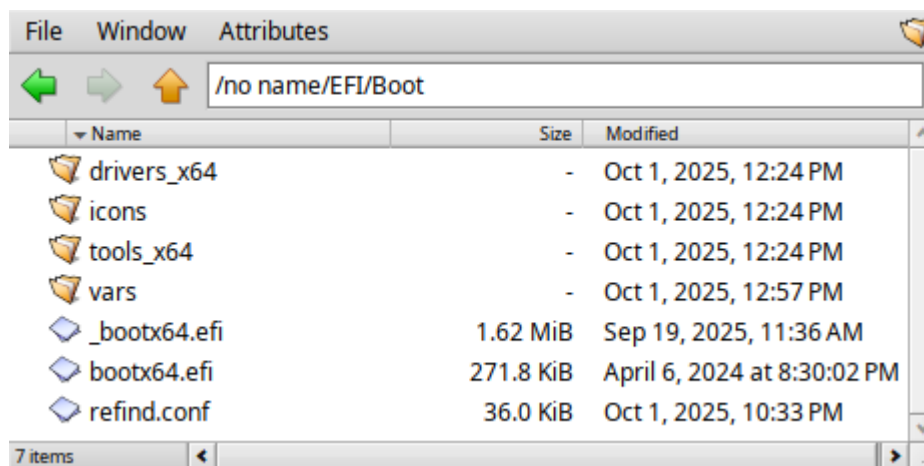 File Window Attributes
/no name/EFI/Boot
Name Size Modified
drivers_x64 - Oct 1, 2025, 12:24 PM
icons - Oct 1, 2025, 12:24 PM
tools_x64 - Oct 1, 2025, 12:24 PM
vars - Oct 1, 2025, 12:57 PM
_bootx64.efi 1.62 MiB Sep 19, 2025, 11:36 AM
bootx64.efi 271.8 KiB April 6, 2024 at 8:30:02 PM
refind.conf 36.0 KiB Oct 1, 2025, 10:33 PM
7 items